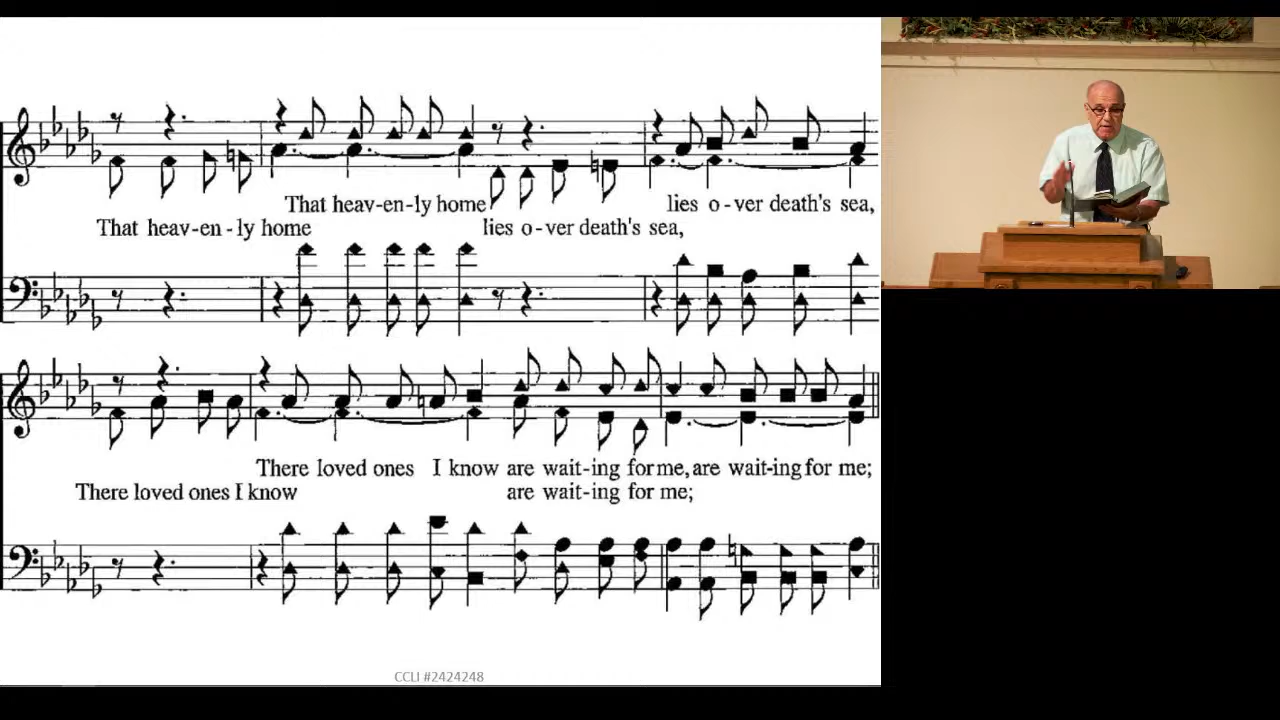 That heav-en-ly home lies o-ver death's sea,
That heav-en-ly home lies o-ver death's sea,
There loved ones I know are wait-ing for me, are wait-ing for me;
There loved ones I know are wait-ing for me;
CCLI #2424248